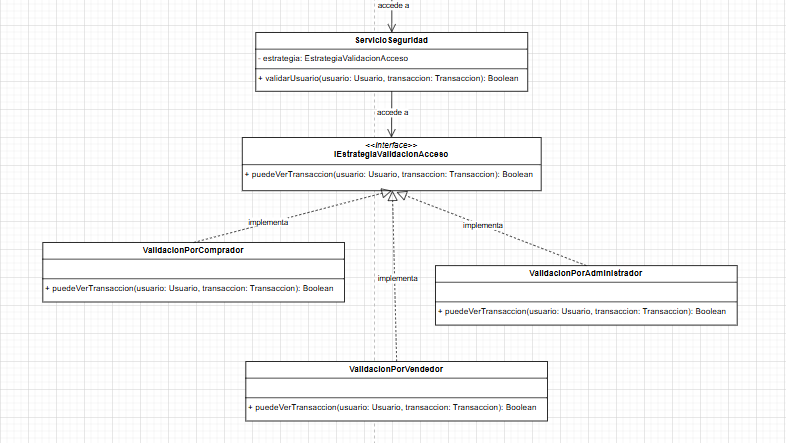 accede a
ServicioSeguridad
- estrategia: EstrategiaValidacionAcceso
+ validarUsuario(usuario: Usuario, transaccion: Transaccion): Boolean
accede a
<<Interface>>
IEstrategiaValidacionAcceso
+ puedeVerTransaccion(usuario: Usuario, transaccion: Transaccion): Boolean
implementa
implementa
ValidacionPorComprador
+ puedeVerTransaccion(usuario: Usuario, transaccion: Transaccion): Boolean
implementa
ValidacionPorAdministrador
+ puedeVerTransaccion(usuario: Usuario, transaccion: Transaccion): Boolean
ValidacionPorVendedor
+ puedeVerTransaccion(usuario: Usuario, transaccion: Transaccion): Boolean